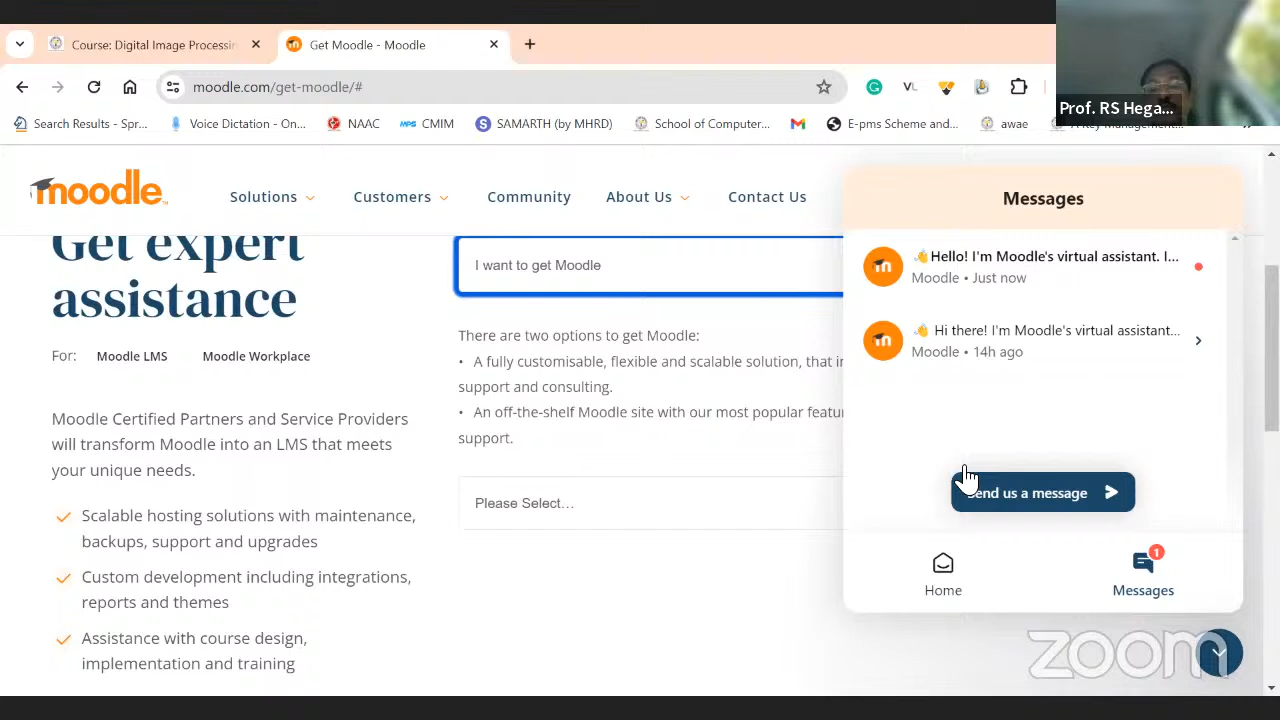 Course: Digital Image Processin
Get Moodle - Moodle
moodle.com/get-moodle/#
Prof. RS Hega...
Search Results - Spr...
Voice Dictation - On...
NAAC
CMIM
SAMARTH (by MHRD)
School of Computer...
E-pms Scheme and...
awae
moodle
Solutions
Customers
Community
About Us
Contact Us
Get expert
assistance
For: Moodle LMS Moodle Workplace
Moodle Certified Partners and Service Providers
will transform Moodle into an LMS that meets
your unique needs.
Scalable hosting solutions with maintenance,
backups, support and upgrades
Custom development including integrations,
reports and themes
Assistance with course design,
implementation and training
I want to get Moodle
There are two options to get Moodle:
• A fully customisable, flexible and scalable solution, that
support and consulting.
• An off-the-shelf Moodle site with our most popular
support.
Please Select...
Messages
👋Hello! I'm Moodle's virtual assistant. I...
Moodle • Just now
👋 Hi there! I'm Moodle's virtual assistant...
Moodle • 14h ago
end us a message
Home
Messages
1
zoom